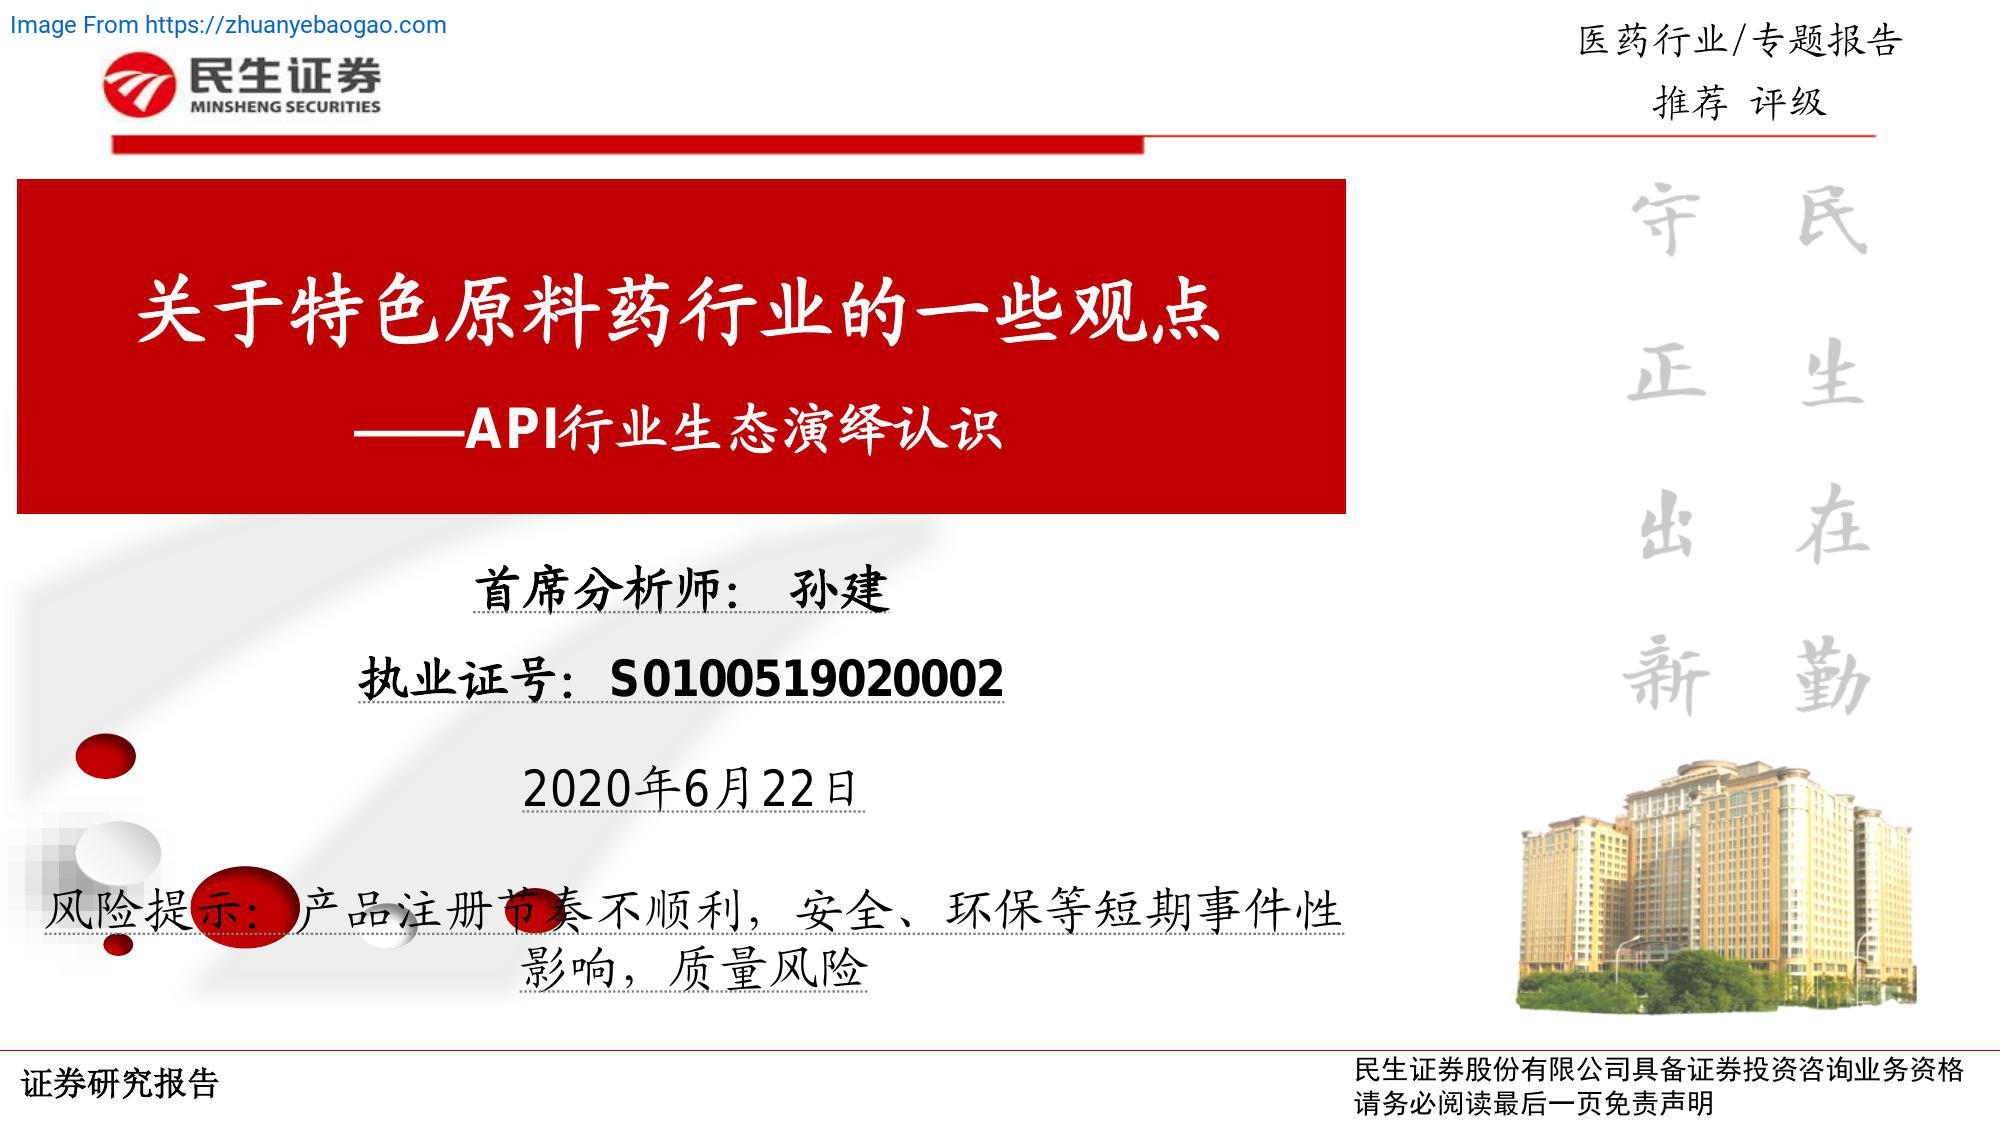 Image From https://zhuanyebaogao.com
民生证券
MINSHENG SECURITIES
医药行业/专题报告
推荐 评级
关于特色原料药行业的一些观点
——API行业生态演绎认识
民生在勤
守正出新
首席分析师： 孙建
执业证号：S0100519020002
2020年6月22日
风险提示：产品注册节奏不顺利，安全、环保等短期事件性
影响，质量风险
证券研究报告
民生证券股份有限公司具备证券投资咨询业务资格
请务必阅读最后一页免责声明